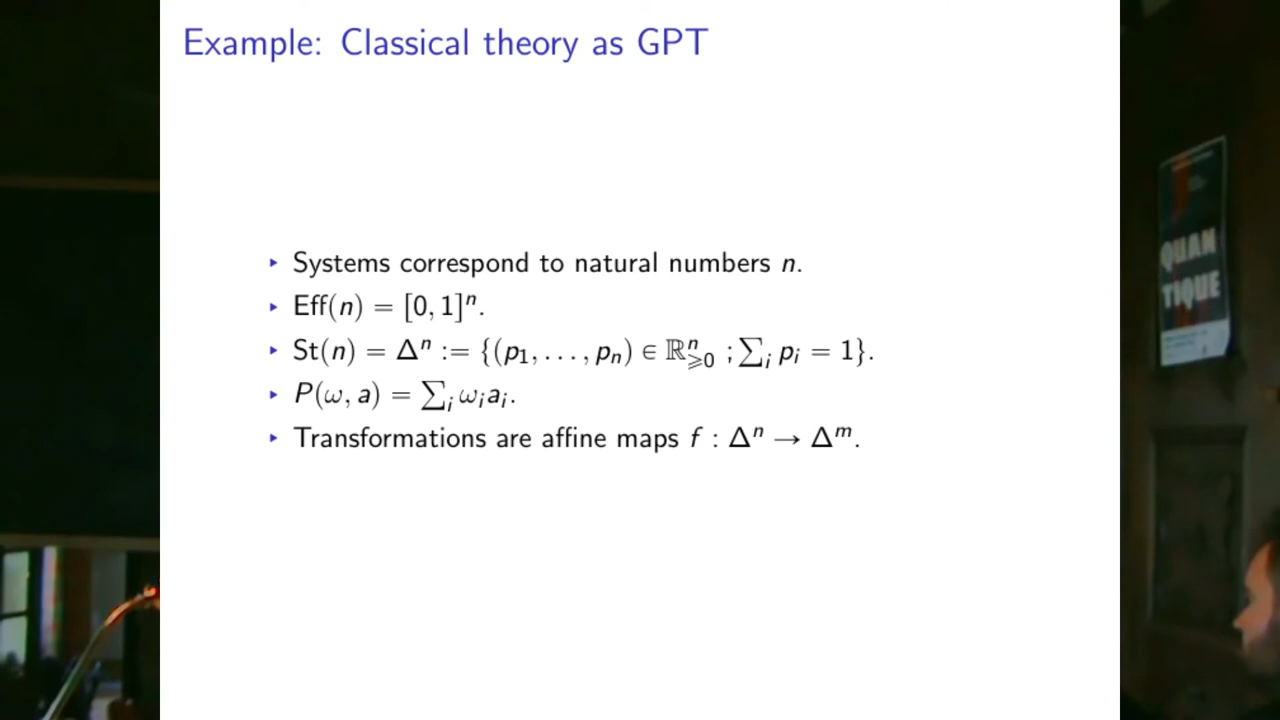 Example: Classical theory as GPT
▸ Systems correspond to natural numbers n.
▸ Eff(n) = [0, 1]ⁿ.
▸ St(n) = Δⁿ := {(p₁, . . . , pₙ) ∈ ℝⁿ⩾₀ ; ∑ᵢ pᵢ = 1}.
▸ P(ω, a) = ∑ᵢ ωᵢaᵢ.
▸ Transformations are affine maps f : Δⁿ → Δᵐ.
QUAN
TIQUE